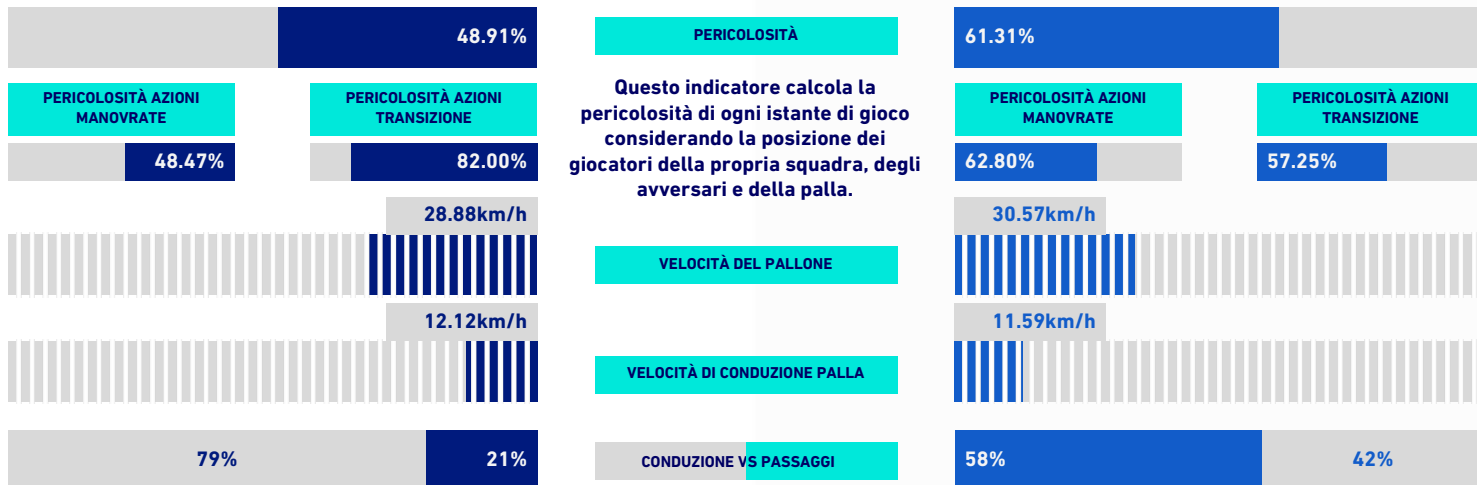 48.91%
PERICOLOSITÀ
61.31%
PERICOLOSITÀ AZIONI
MANOVRATE
48.47%
PERICOLOSITÀ AZIONI
TRANSIZIONE
82.00%
Questo indicatore calcola la
pericolosità di ogni istante di gioco
considerando la posizione dei
giocatori della propria squadra, degli
avversari e della palla.
PERICOLOSITÀ AZIONI
MANOVRATE
62.80%
PERICOLOSITÀ AZIONI
TRANSIZIONE
57.25%
28.88km/h
VELOCITÀ DEL PALLONE
30.57km/h
12.12km/h
VELOCITÀ DI CONDUZIONE PALLA
11.59km/h
79%
21%
CONDUZIONE VS PASSAGGI
58%
42%